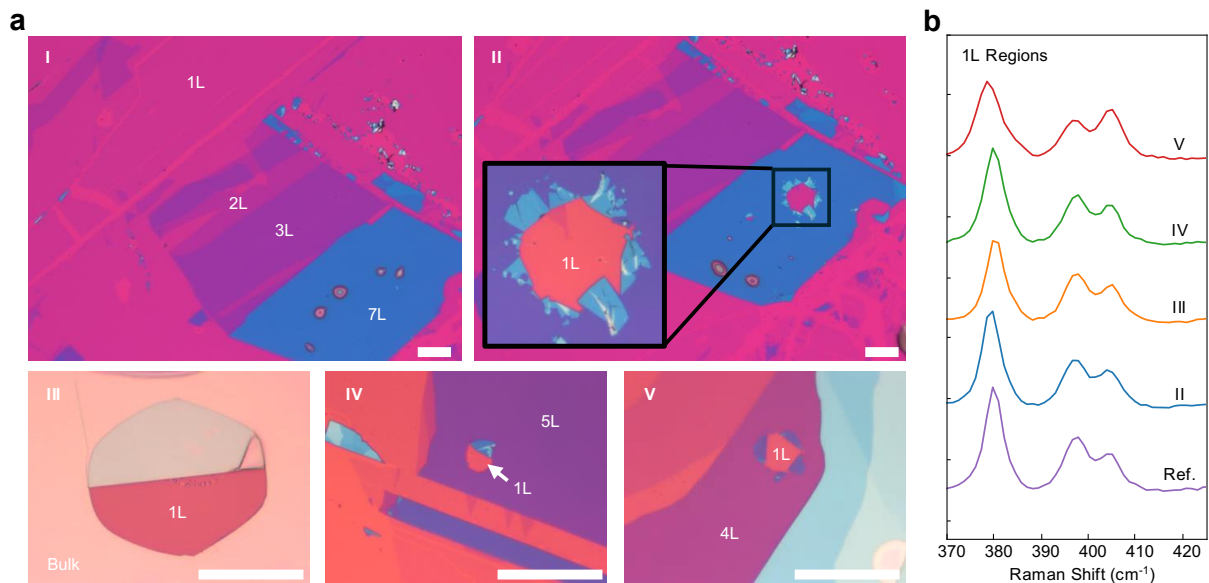 a
I
1L
2L
3L
7L
II
1L
III
1L
Bulk
IV
5L
1L
V
1L
4L
b
1L Regions
V
IV
III
II
Ref.
370 380 390 400 410 420
Raman Shift (cm⁻¹)